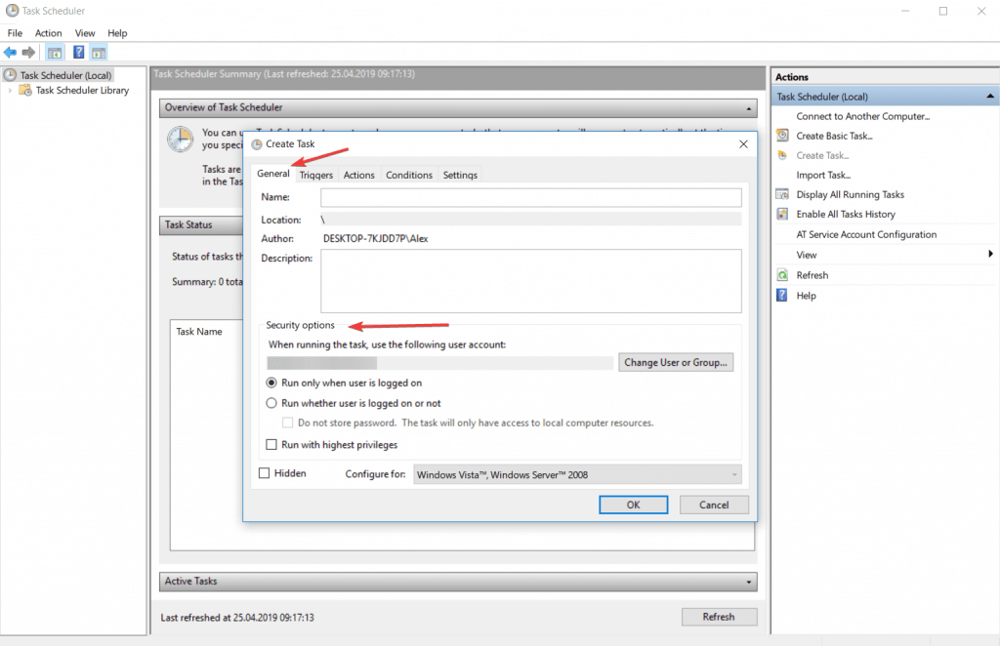 Task Scheduler
File Action View Help
Task Scheduler (Local)
Task Scheduler Library
Task Scheduler Summary (Last refreshed: 25.04.2019 09:17:13)
Overview of Task Scheduler
You can u
you speci
Tasks are
in the Tas
Task Status
Status of tasks th
Summary: 0 tota
Task Name
Create Task
General Triggers Actions Conditions Settings
Name:
Location: \
Author: DESKTOP-7KJDD7P\Alex
Description:
Security options
When running the task, use the following user account:
Change User or Group...
Run only when user is logged on
Run whether user is logged on or not
Do not store password. The task will only have access to local computer resources.
Run with highest privileges
Hidden Configure for: Windows Vista™, Windows Server™ 2008
OK Cancel
Active Tasks
Last refreshed at 25.04.2019 09:17:13 Refresh
Actions
Task Scheduler (Local)
Connect to Another Computer...
Create Basic Task...
Create Task...
Import Task...
Display All Running Tasks
Enable All Tasks History
AT Service Account Configuration
View
Refresh
Help